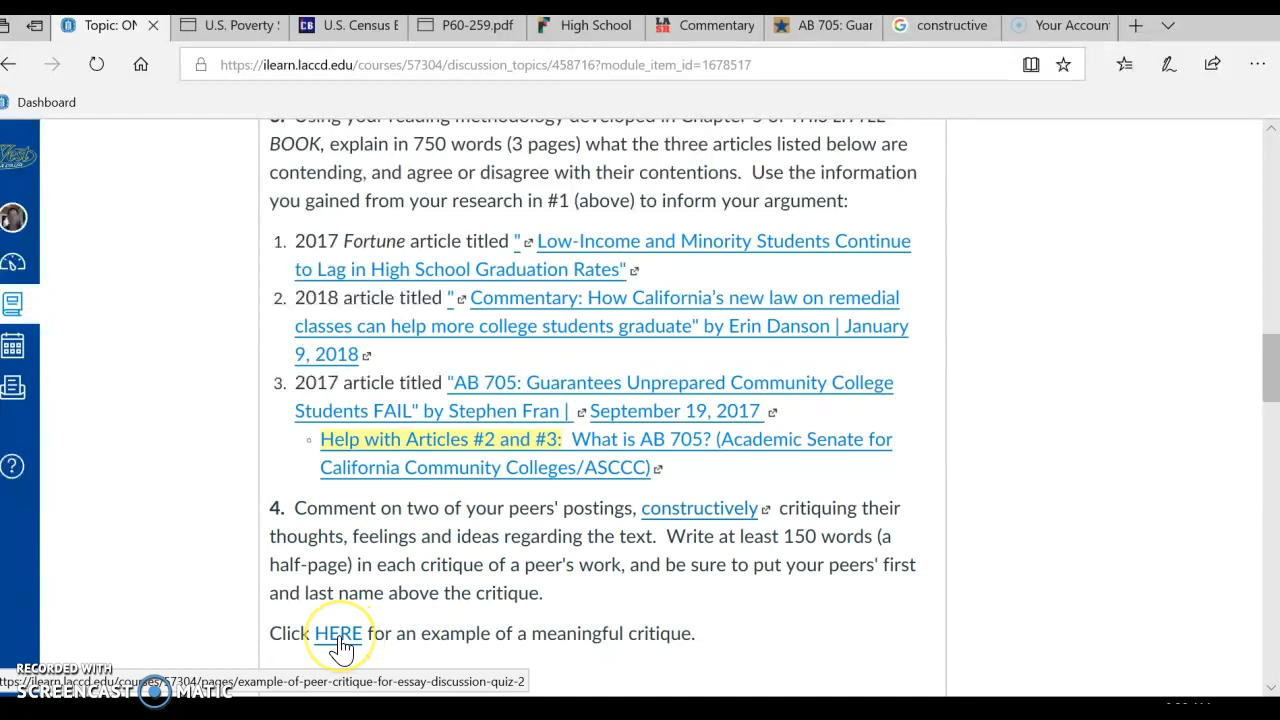 Topic: ON
U.S. Poverty
U.S. Census B
P60-259.pdf
High School
Commentary
AB 705: Guar
constructive
Your Accoun
https://ilearn.laccd.edu/courses/57304/discussion_topics/458716?module_item_id=1678517
Dashboard
Using your reading methodology developed in Chapter 5 of THIS LITTLE
BOOK, explain in 750 words (3 pages) what the three articles listed below are
contending, and agree or disagree with their contentions. Use the information
you gained from your research in #1 (above) to inform your argument:
1. 2017 Fortune article titled "Low-Income and Minority Students Continue
to Lag in High School Graduation Rates"
2. 2018 article titled "Commentary: How California's new law on remedial
classes can help more college students graduate" by Erin Danson | January
9, 2018
3. 2017 article titled "AB 705: Guarantees Unprepared Community College
Students FAIL" by Stephen Fran | September 19, 2017
Help with Articles #2 and #3: What is AB 705? (Academic Senate for
California Community Colleges/ASCCC)
4. Comment on two of your peers' postings, constructively critiquing their
thoughts, feelings and ideas regarding the text. Write at least 150 words (a
half-page) in each critique of a peer's work, and be sure to put your peers' first
and last name above the critique.
Click HERE for an example of a meaningful critique.
RECORDED WITH
https://ilearn.laccd.edu/courses/57304/pages/example-of-peer-critique-for-essay-discussion-quiz-2
SCREENCAST MATIC